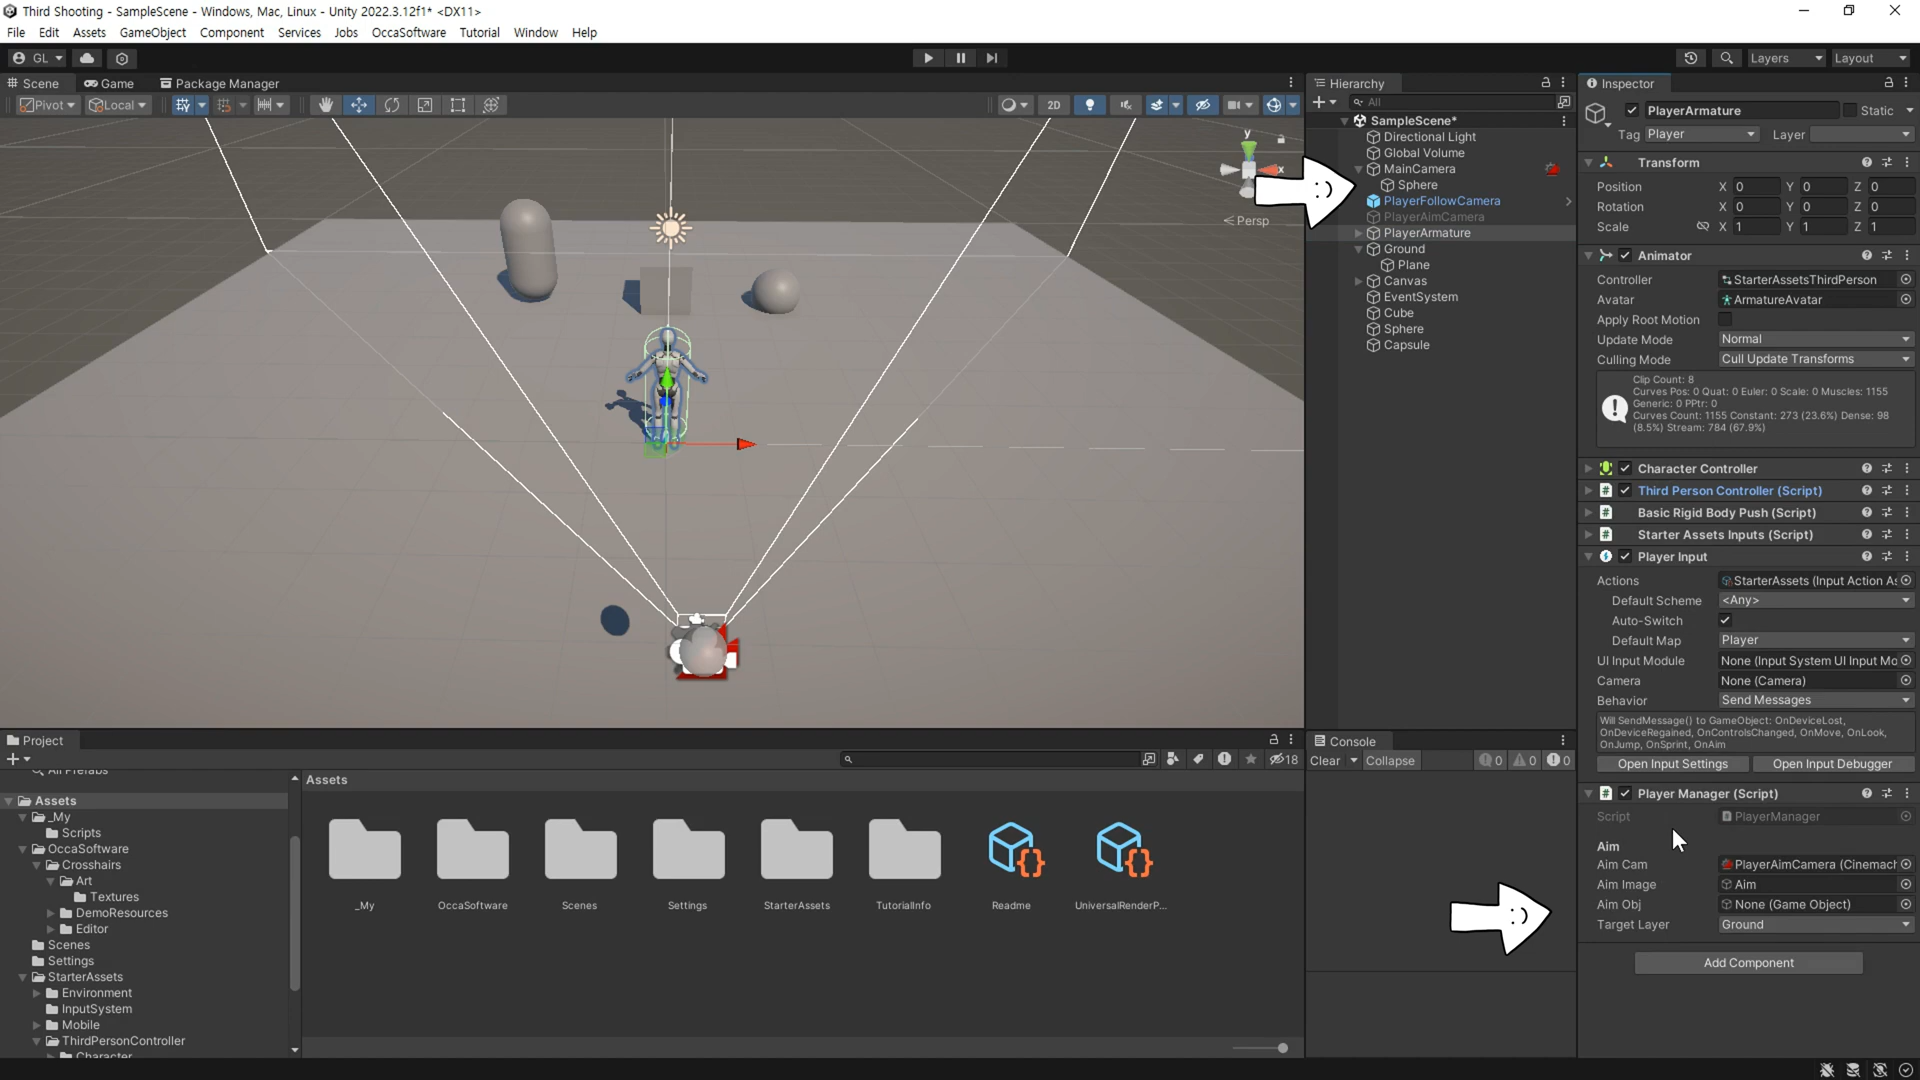 Third Shooting - SampleScene - Windows, Mac, Linux - Unity 2022.3.12f1* <DX11>
File Edit Assets GameObject Component Services Jobs OccaSoftware Tutorial Window Help
GL
Layers
Layout
Scene
Game
Package Manager
Pivot
Local
2D
y
x
Persp
Hierarchy
All
SampleScene*
Directional Light
Global Volume
MainCamera
Sphere
PlayerFollowCamera
PlayerAimCamera
PlayerArmature
Ground
Plane
Canvas
EventSystem
Cube
Sphere
Capsule
:)
Inspector
PlayerArmature
Static
Tag Player
Layer
Transform
Position X 0 Y 0 Z 0
Rotation X 0 Y 0 Z 0
Scale X 1 Y 1 Z 1
Animator
Controller StarterAssetsThirdPerson
Avatar ArmatureAvatar
Apply Root Motion
Update Mode Normal
Culling Mode Cull Update Transforms
Clip Count: 8
Curves Pos: 0 Quat: 0 Euler: 0 Scale: 0 Muscles: 1155
Generic: 0 PPtr: 0
Curves Count: 1155 Constant: 273 (23.6%) Dense: 98
(8.5%) Stream: 784 (67.9%)
Character Controller
Third Person Controller (Script)
Basic Rigid Body Push (Script)
Starter Assets Inputs (Script)
Player Input
Actions StarterAssets (Input Action As
Default Scheme <Any>
Auto-Switch
Default Map Player
UI Input Module None (Input System UI Input Mo
Camera None (Camera)
Behavior Send Messages
Will SendMessage() to GameObject: OnDeviceLost,
OnDeviceRegained, OnControlsChanged, OnMove, OnLook,
OnJump, OnSprint, OnAim
Open Input Settings
Open Input Debugger
Player Manager (Script)
Script PlayerManager
Aim
Aim Cam PlayerAimCamera (Cinemach
Aim Image Aim
Aim Obj None (Game Object)
Target Layer Ground
Add Component
:)
Project
18
All Prefabs
Assets
_My
Scripts
OccaSoftware
Crosshairs
Art
Textures
DemoResources
Editor
Scenes
Settings
StarterAssets
Environment
InputSystem
Mobile
ThirdPersonController
Character
Assets
_My
OccaSoftware
Scenes
Settings
StarterAssets
TutorialInfo
Readme
UniversalRenderP...
Console
Clear
Collapse
0
0
0